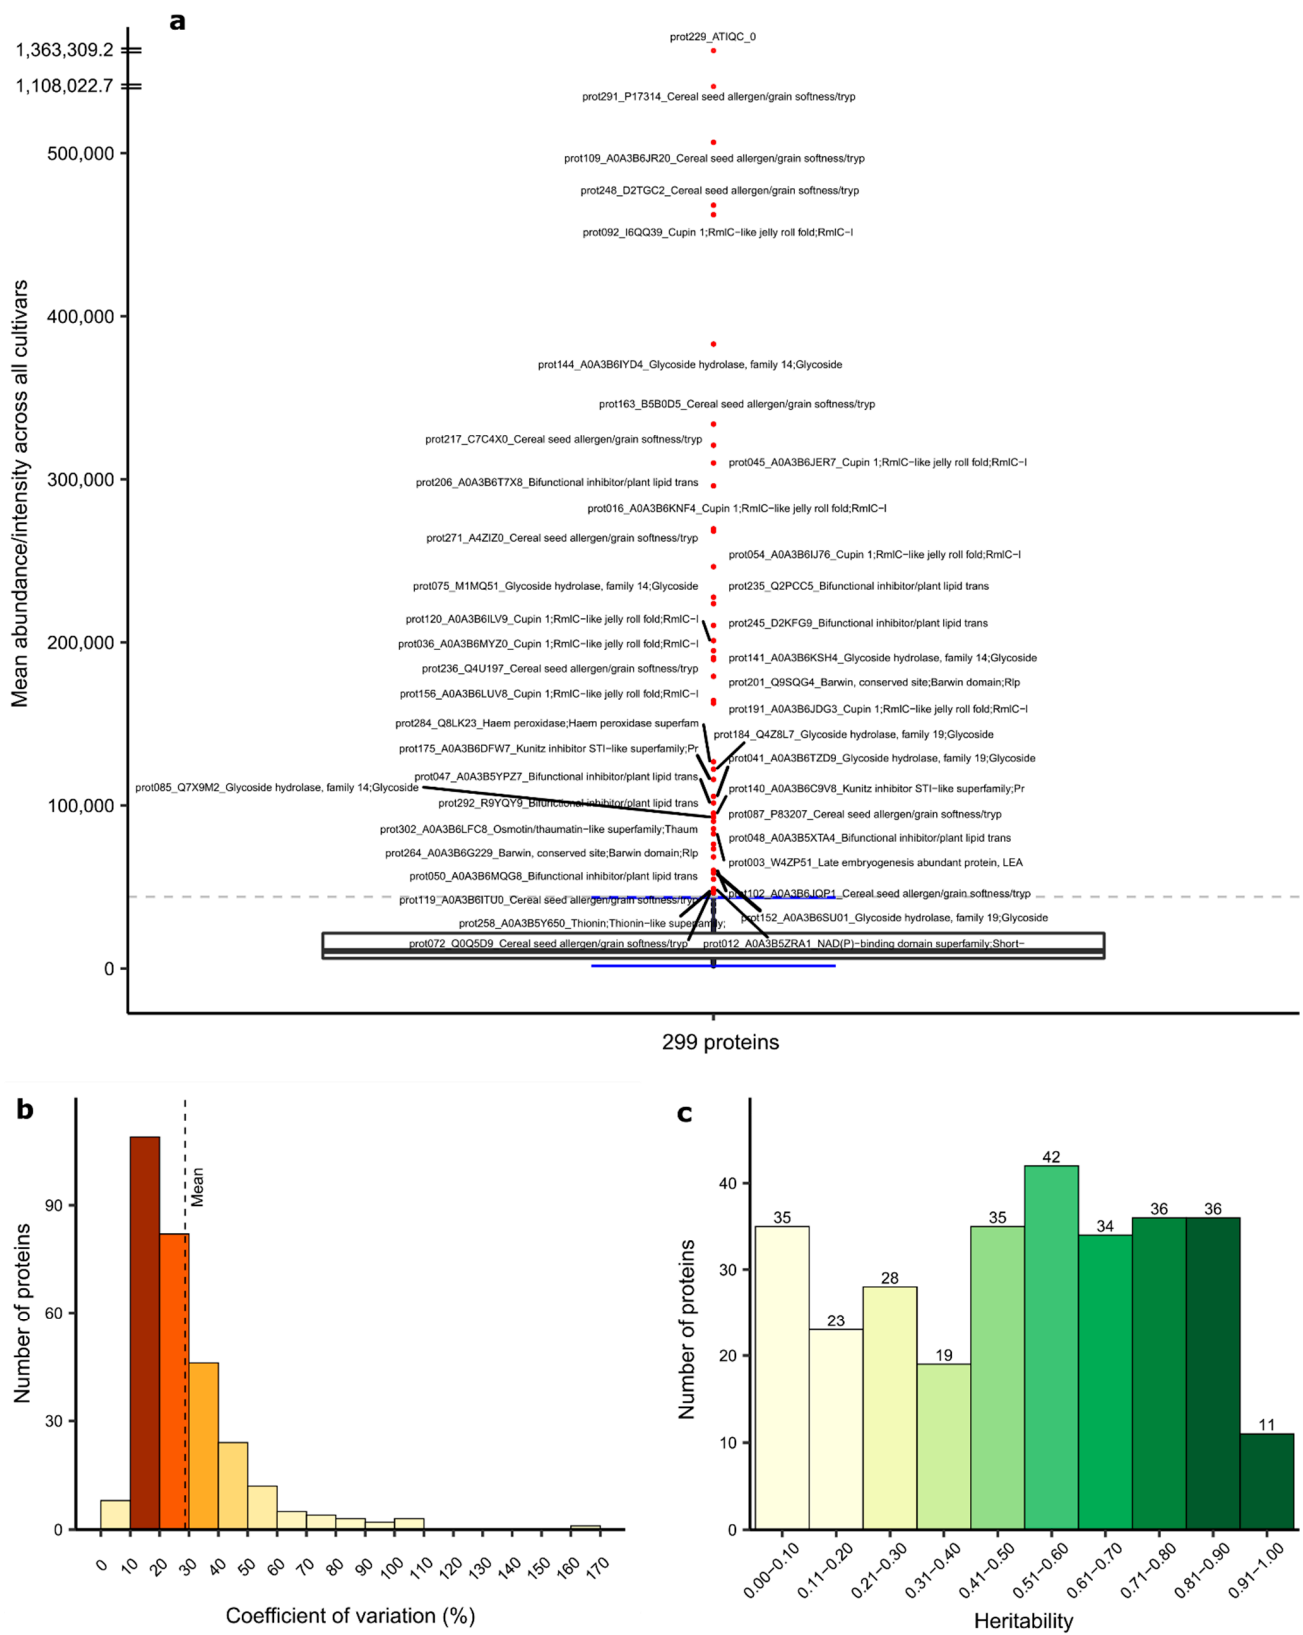 a
1,363,309.2
1,108,022.7
500,000
400,000
300,000
200,000
100,000
0
Mean abundance/intensity across all cultivars
prot229_ATIQC_0
prot291_P17314_Cereal seed allergen/grain softness/tryp
prot109_A0A3B6JR20_Cereal seed allergen/grain softness/tryp
prot248_D2TGC2_Cereal seed allergen/grain softness/tryp
prot092_I6QQ39_Cupin 1;RmlC−like jelly roll fold;RmlC−l
prot144_A0A3B6IYD4_Glycoside hydrolase, family 14;Glycoside
prot163_B5B0D5_Cereal seed allergen/grain softness/tryp
prot217_C7C4X0_Cereal seed allergen/grain softness/tryp
prot045_A0A3B6JER7_Cupin 1;RmlC−like jelly roll fold;RmlC−l
prot206_A0A3B6T7X8_Bifunctional inhibitor/plant lipid trans
prot016_A0A3B6KNF4_Cupin 1;RmlC−like jelly roll fold;RmlC−l
prot271_A4ZIZ0_Cereal seed allergen/grain softness/tryp
prot054_A0A3B6IJ76_Cupin 1;RmlC−like jelly roll fold;RmlC−l
prot075_M1MQ51_Glycoside hydrolase, family 14;Glycoside
prot235_Q2PCC5_Bifunctional inhibitor/plant lipid trans
prot120_A0A3B6ILV9_Cupin 1;RmlC−like jelly roll fold;RmlC−l
prot245_D2KFG9_Bifunctional inhibitor/plant lipid trans
prot036_A0A3B6MYZ0_Cupin 1;RmlC−like jelly roll fold;RmlC−l
prot141_A0A3B6KSH4_Glycoside hydrolase, family 14;Glycoside
prot236_Q4U197_Cereal seed allergen/grain softness/tryp
prot201_Q9SQG4_Barwin, conserved site;Barwin domain;Rlp
prot156_A0A3B6LUV8_Cupin 1;RmlC−like jelly roll fold;RmlC−l
prot191_A0A3B6JDG3_Cupin 1;RmlC−like jelly roll fold;RmlC−l
prot284_Q8LK23_Haem peroxidase;Haem peroxidase superfam
prot184_Q4Z8L7_Glycoside hydrolase, family 19;Glycoside
prot175_A0A3B6DFW7_Kunitz inhibitor STI−like superfamily;Pr
prot041_A0A3B6TZD9_Glycoside hydrolase, family 19;Glycoside
prot047_A0A3B5YPZ7_Bifunctional inhibitor/plant lipid trans
prot085_Q7X9M2_Glycoside hydrolase, family 14;Glycoside
prot140_A0A3B6C9V8_Kunitz inhibitor STI−like superfamily;Pr
prot292_R9YQY9_Bifunctional inhibitor/plant lipid trans
prot087_P83207_Cereal seed allergen/grain softness/tryp
prot302_A0A3B6LFC8_Osmotin/thaumatin−like superfamily;Thaum
prot048_A0A3B5XTA4_Bifunctional inhibitor/plant lipid trans
prot264_A0A3B6G229_Barwin, conserved site;Barwin domain;Rlp
prot003_W4ZP51_Late embryogenesis abundant protein, LEA
prot050_A0A3B6MQG8_Bifunctional inhibitor/plant lipid trans
prot102_A0A3B6JQP1_Cereal seed allergen/grain softness/tryp
prot119_A0A3B6ITU0_Cereal seed allergen/grain softness/tryp
prot152_A0A3B6SU01_Glycoside hydrolase, family 19;Glycoside
prot258_A0A3B5Y650_Thionin;Thionin−like superfamily;
prot072_Q0Q5D9_Cereal seed allergen/grain softness/tryp
prot012_A0A3B5ZRA1_NAD(P)−binding domain superfamily;Short−
299 proteins
b
90
60
30
0
Number of proteins
Mean
0 10 20 30 40 50 60 70 80 90 100 110 120 130 140 150 160 170
Coefficient of variation (%)
c
40
30
20
10
0
Number of proteins
35 23 28 19 35 42 34 36 36 11
0.00−0.10 0.11−0.20 0.21−0.30 0.31−0.40 0.41−0.50 0.51−0.60 0.61−0.70 0.71−0.80 0.81−0.90 0.91−1.00
Heritability